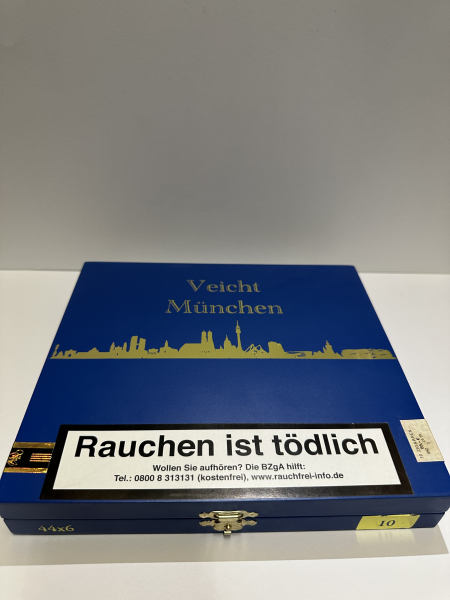 Veicht
München
Rauchen ist tödlich
Wollen Sie aufhören? Die BZgA hilft:
Tel.: 0800 8 313131 (kostenfrei), www.rauchfrei-info.de
44x6
10